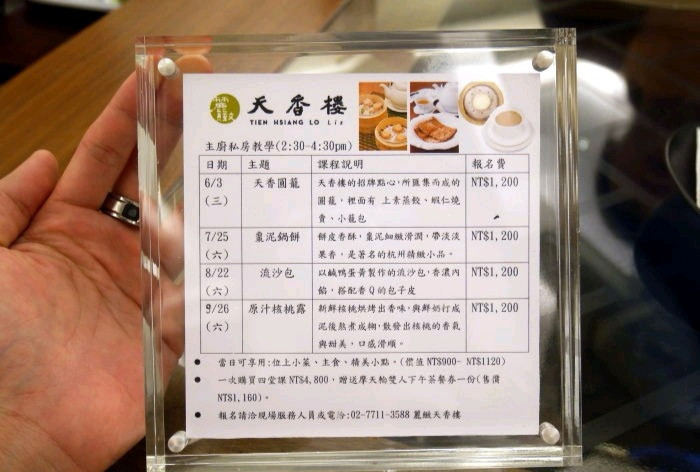 天香樓
TIEN HSIANG LO Liz
主廚私房教學(2:30-4:30pm)
日期 主題 課程說明 報名費
6/3 天香圓籠 天香樓的招牌點心,所匯集而成的 NT$1,200
(三) 圓籠,裡面有 上素蒸餃、蝦仁燒
賣、小籠包
7/25 棗泥鍋餅 餅皮香酥,棗泥細緻滑潤,帶淡淡 NT$1,200
(六) 果香,是著名的杭州精緻小品。
8/22 流沙包 以鹹鴨蛋黃製作的流沙包,香濃內 NT$1,200
(六) 餡,搭配香Q的包子皮
9/26 原汁核桃露 新鮮核桃烘烤出香味,與鮮奶打成 NT$1,200
(六) 泥後熬煮成糊,散發出核桃的香氣
與甜美,口感滑順。
● 當日可享用:位上小菜、主食、精美小點。(價值 NT$900- NT$1120)
● 一次購買四堂課 NT$4,800,贈送摩天輪雙人下午茶餐券一份(售價
NT$1,160)。
● 報名請洽現場服務人員或電洽:02-7711-3588 麗緻天香樓